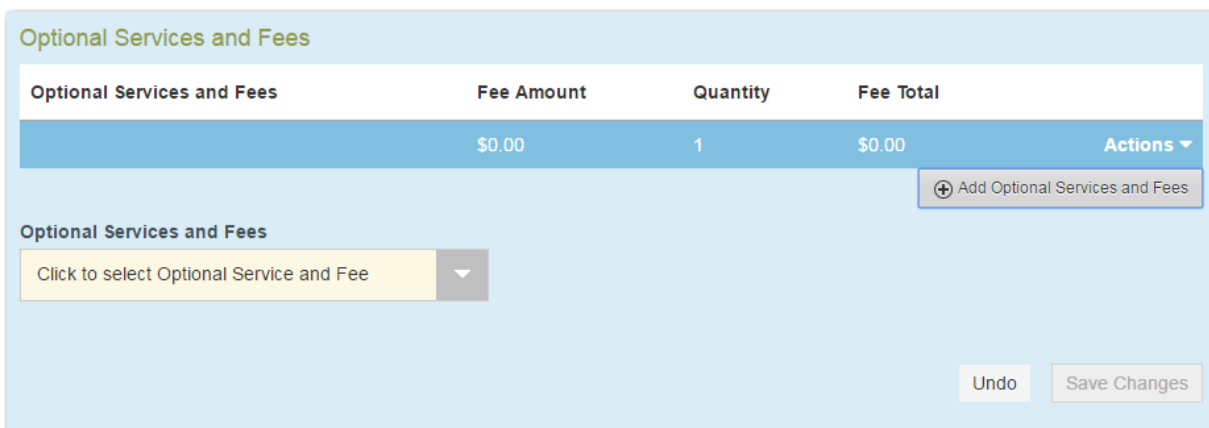 Optional Services and Fees
Optional Services and Fees Fee Amount Quantity Fee Total
$0.00 1 $0.00 Actions
Add Optional Services and Fees
Optional Services and Fees
Click to select Optional Service and Fee
Undo Save Changes